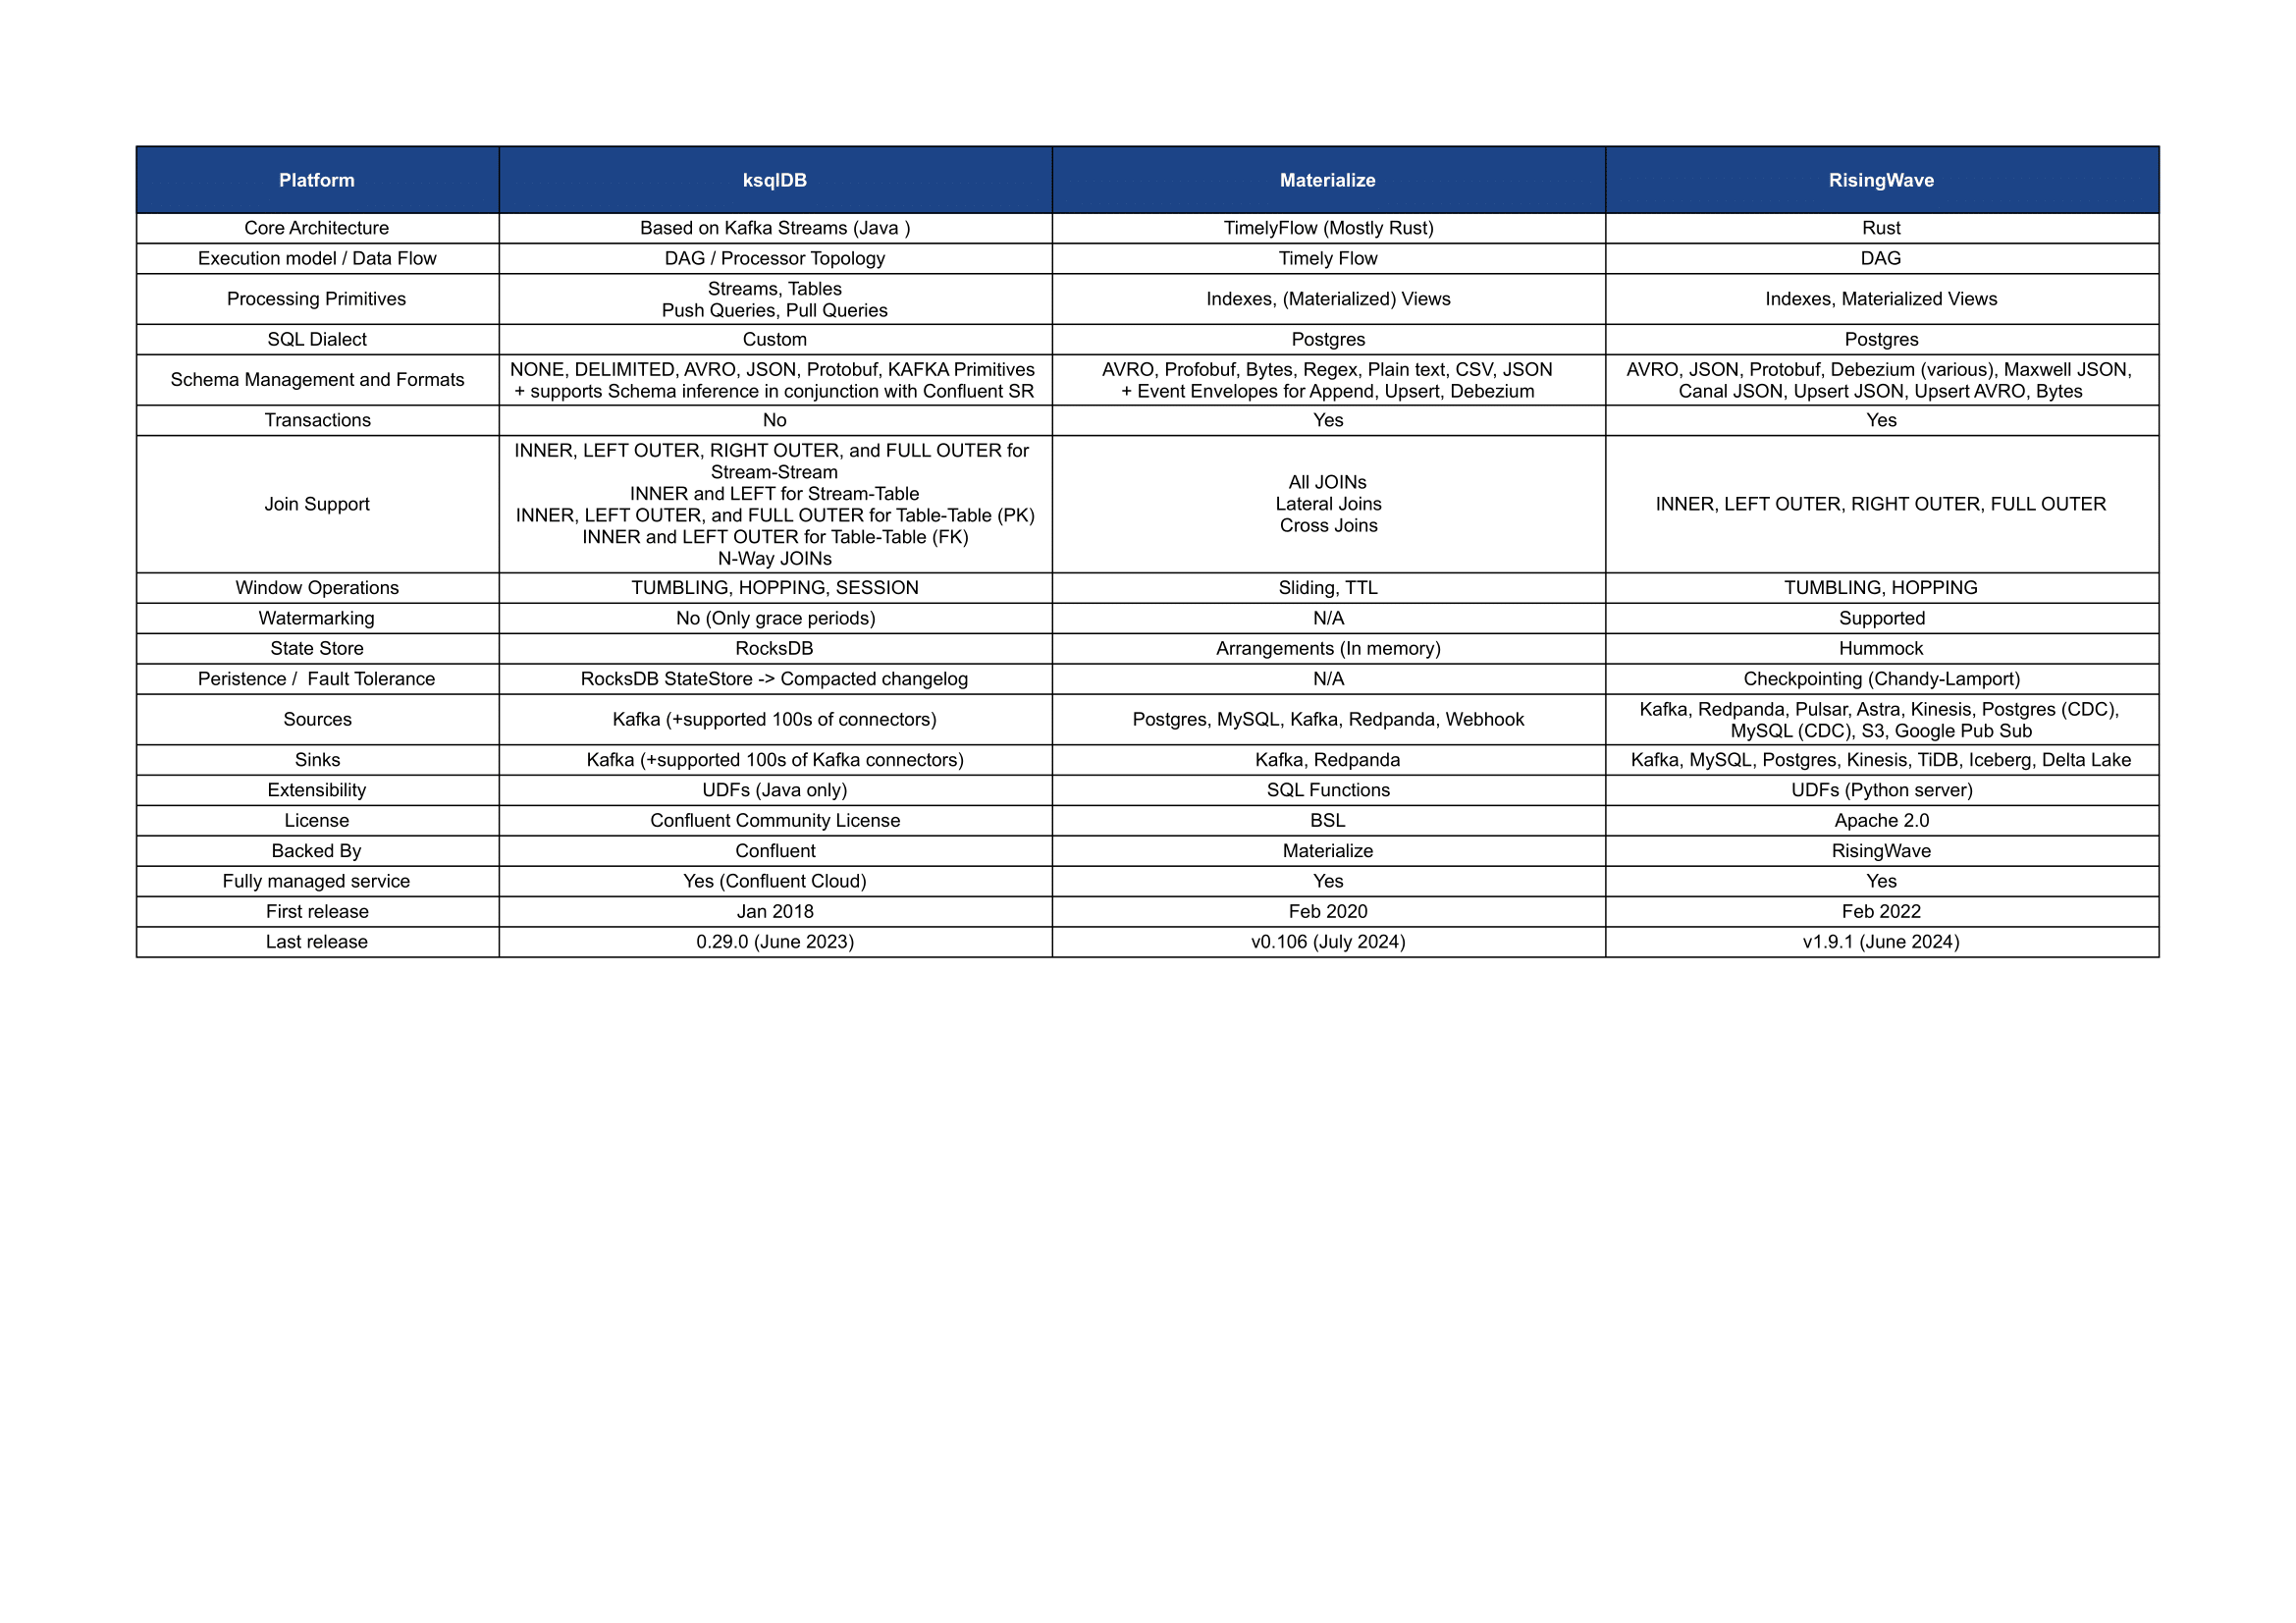 Platform ksqlDB Materialize RisingWave
Core Architecture Based on Kafka Streams (Java ) TimelyFlow (Mostly Rust) Rust
Execution model / Data Flow DAG / Processor Topology Timely Flow DAG
Processing Primitives
Streams, Tables
Push Queries, Pull Queries
Indexes, (Materialized) Views
Indexes, Materialized Views
SQL Dialect Custom Postgres Postgres
Schema Management and Formats
NONE, DELIMITED, AVRO, JSON, Protobuf, KAFKA Primitives
+ supports Schema inference in conjunction with Confluent SR
AVRO, Profobuf, Bytes, Regex, Plain text, CSV, JSON
+ Event Envelopes for Append, Upsert, Debezium
AVRO, JSON, Protobuf, Debezium (various), Maxwell JSON,
Canal JSON, Upsert JSON, Upsert AVRO, Bytes
Transactions No Yes Yes
Join Support
INNER, LEFT OUTER, RIGHT OUTER, and FULL OUTER for
Stream-Stream
INNER and LEFT for Stream-Table
INNER, LEFT OUTER, and FULL OUTER for Table-Table (PK)
INNER and LEFT OUTER for Table-Table (FK)
N-Way JOINs
All JOINs
Lateral Joins
Cross Joins
INNER, LEFT OUTER, RIGHT OUTER, FULL OUTER
Window Operations TUMBLING, HOPPING, SESSION Sliding, TTL TUMBLING, HOPPING
Watermarking No (Only grace periods) N/A Supported
State Store RocksDB Arrangements (In memory) Hummock
Peristence /  Fault Tolerance RocksDB StateStore -> Compacted changelog N/A Checkpointing (Chandy-Lamport)
Sources
Kafka (+supported 100s of connectors)
Postgres, MySQL, Kafka, Redpanda, Webhook
Kafka, Redpanda, Pulsar, Astra, Kinesis, Postgres (CDC),
MySQL (CDC), S3, Google Pub Sub
Sinks Kafka (+supported 100s of Kafka connectors) Kafka, Redpanda Kafka, MySQL, Postgres, Kinesis, TiDB, Iceberg, Delta Lake
Extensibility UDFs (Java only) SQL Functions UDFs (Python server)
License Confluent Community License BSL Apache 2.0
Backed By Confluent Materialize RisingWave
Fully managed service Yes (Confluent Cloud) Yes Yes
First release Jan 2018 Feb 2020 Feb 2022
Last release 0.29.0 (June 2023) v0.106 (July 2024) v1.9.1 (June 2024)